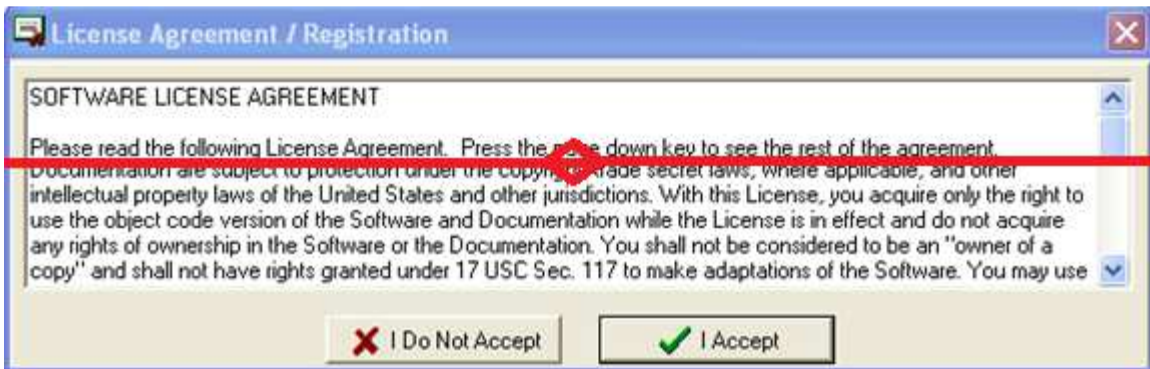 License Agreement / Registration
SOFTWARE LICENSE AGREEMENT
Please read the following License Agreement. Press the down key to see the rest of the agreement.
Documentation are subject to protection under the trade secret laws, where applicable, and other
intellectual property laws of the United States and other jurisdictions. With this License, you acquire only the right to
use the object code version of the Software and Documentation while the License is in effect and do not acquire
any rights of ownership in the Software or the Documentation. You shall not be considered to be an "owner of a
copy" and shall not have rights granted under 17 USC Sec. 117 to make adaptations of the Software. You may use
I Do Not Accept
I Accept